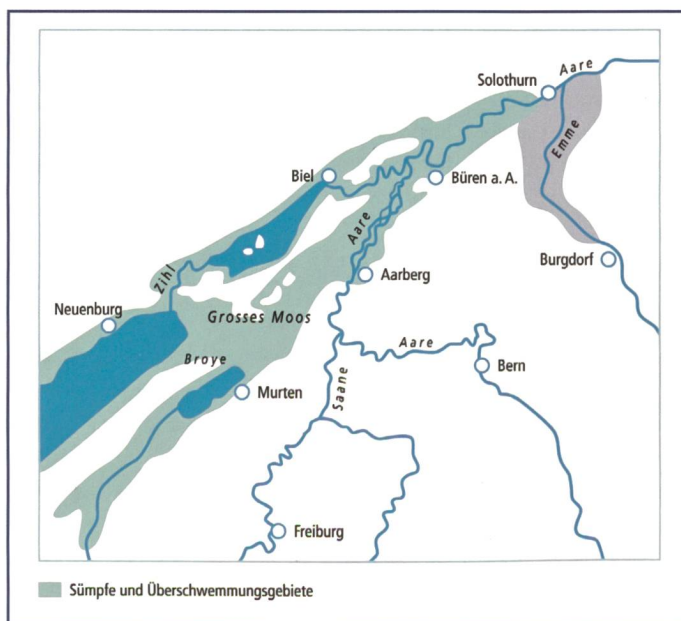 Aare
Solothurn
Emme
Biel
Büren a. A.
Aare
Zihl
Aarberg
Burgdorf
Neuenburg
Grosses Moos
Broye
Aare
Bern
Saane
Murten
Freiburg
Sümpfe und Überschwemmungsgebiete